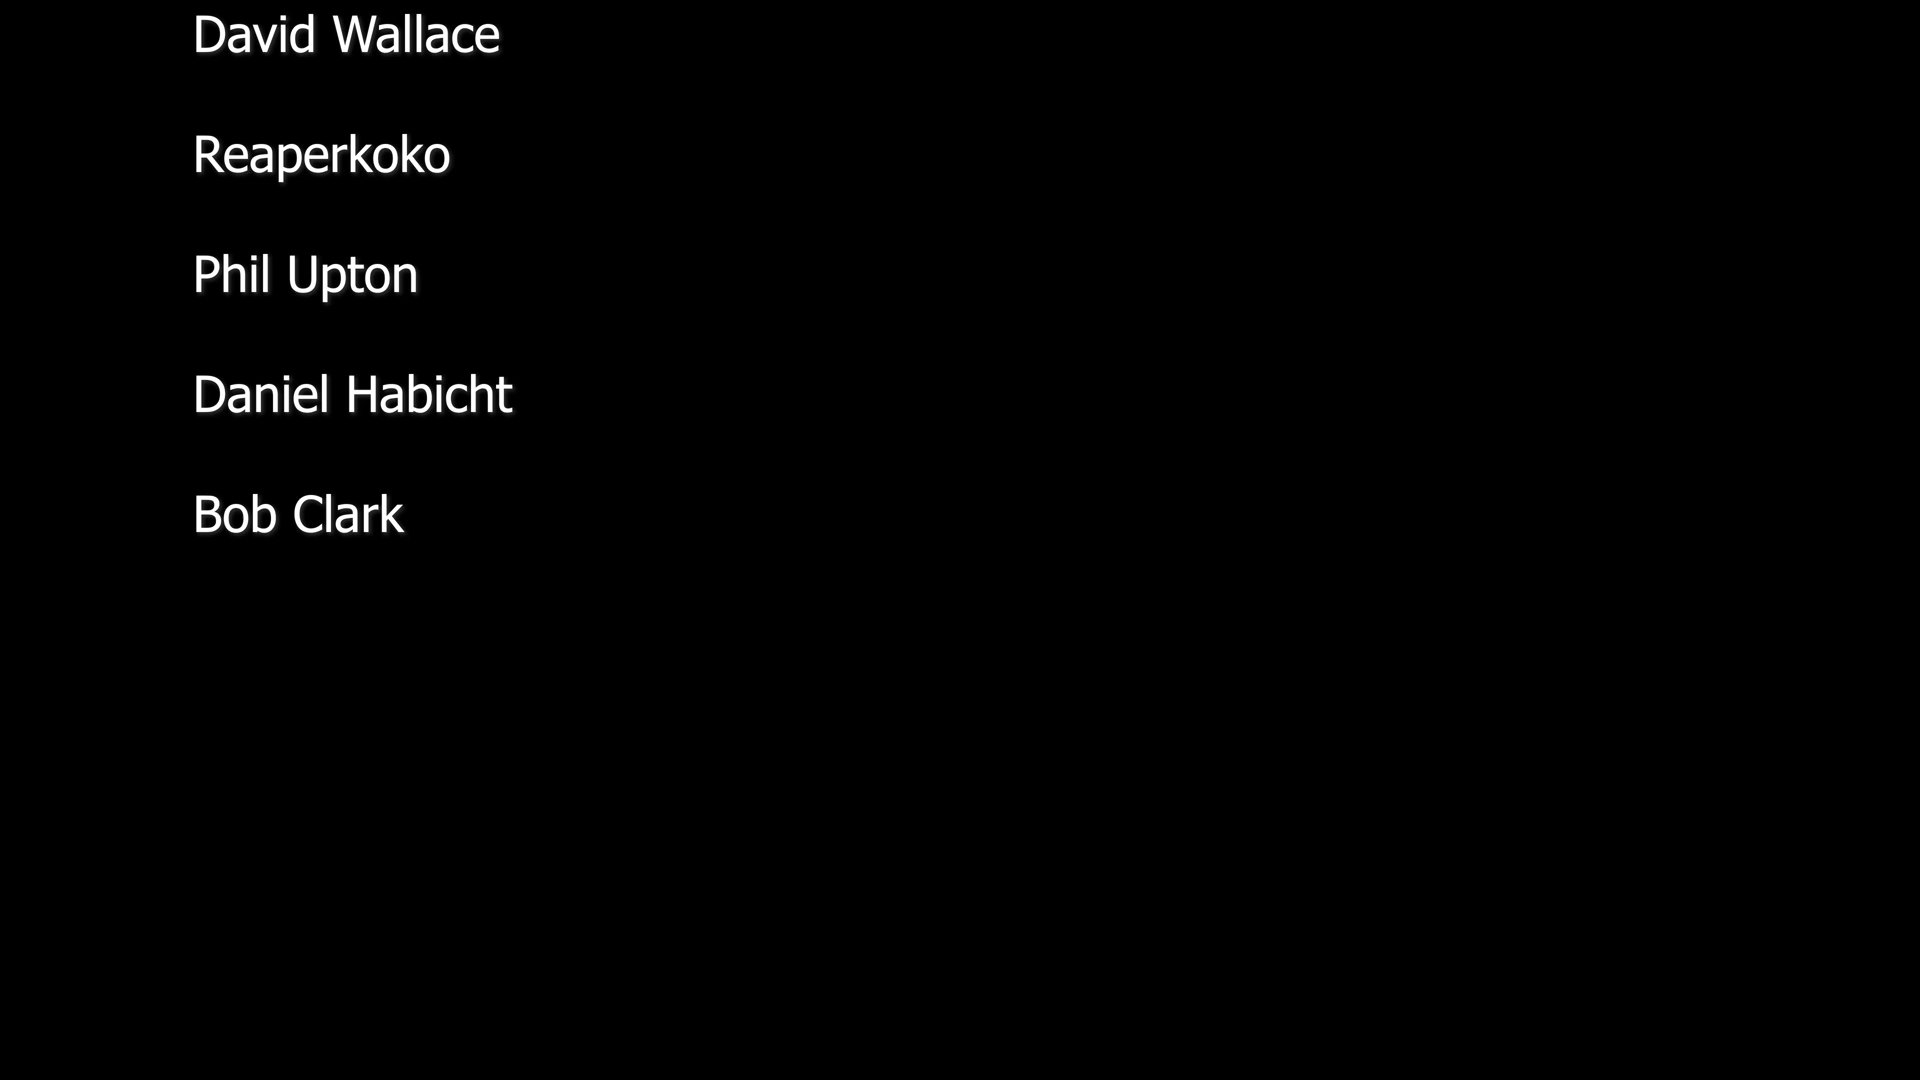 David Wallace
Reaperkoko
Phil Upton
Daniel Habicht
Bob Clark